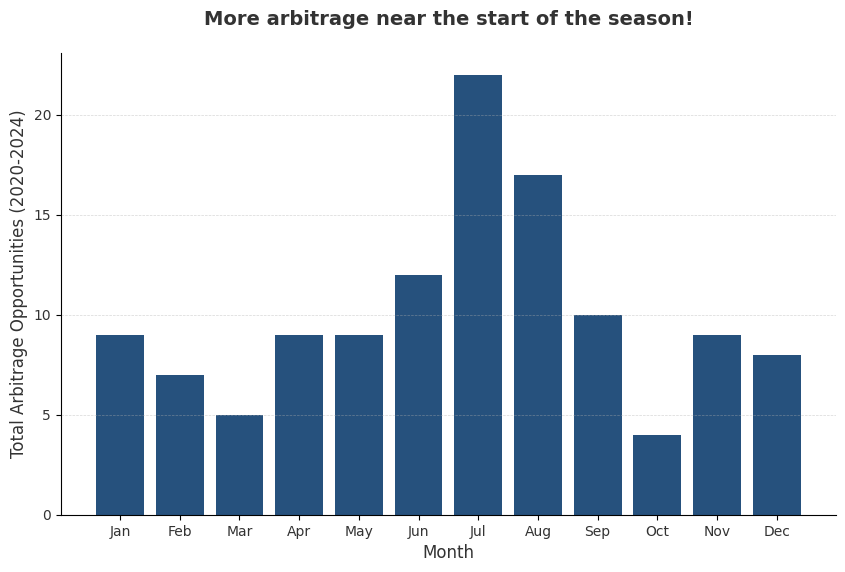 More arbitrage near the start of the season!
Total Arbitrage Opportunities (2020-2024)
20
15
10
5
0
Jan Feb Mar Apr May Jun Jul Aug Sep Oct Nov Dec
Month